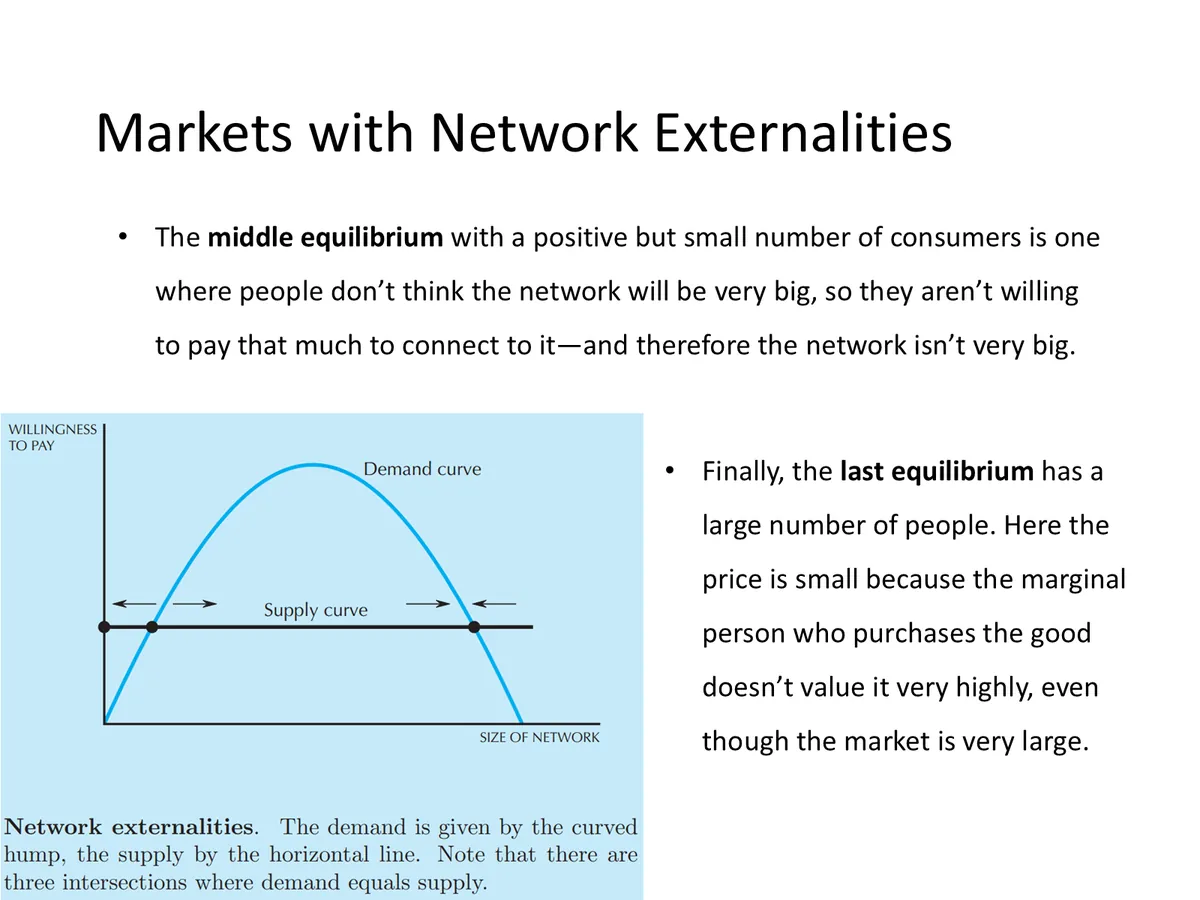 Markets with Network Externalities
• The middle equilibrium with a positive but small number of consumers is one
where people don’t think the network will be very big, so they aren’t willing
to pay that much to connect to it—and therefore the network isn’t very big.
WILLINGNESS
TO PAY
Demand curve
Supply curve
SIZE OF NETWORK
Network externalities. The demand is given by the curved
hump, the supply by the horizontal line. Note that there are
three intersections where demand equals supply.
• Finally, the last equilibrium has a
large number of people. Here the
price is small because the marginal
person who purchases the good
doesn’t value it very highly, even
though the market is very large.